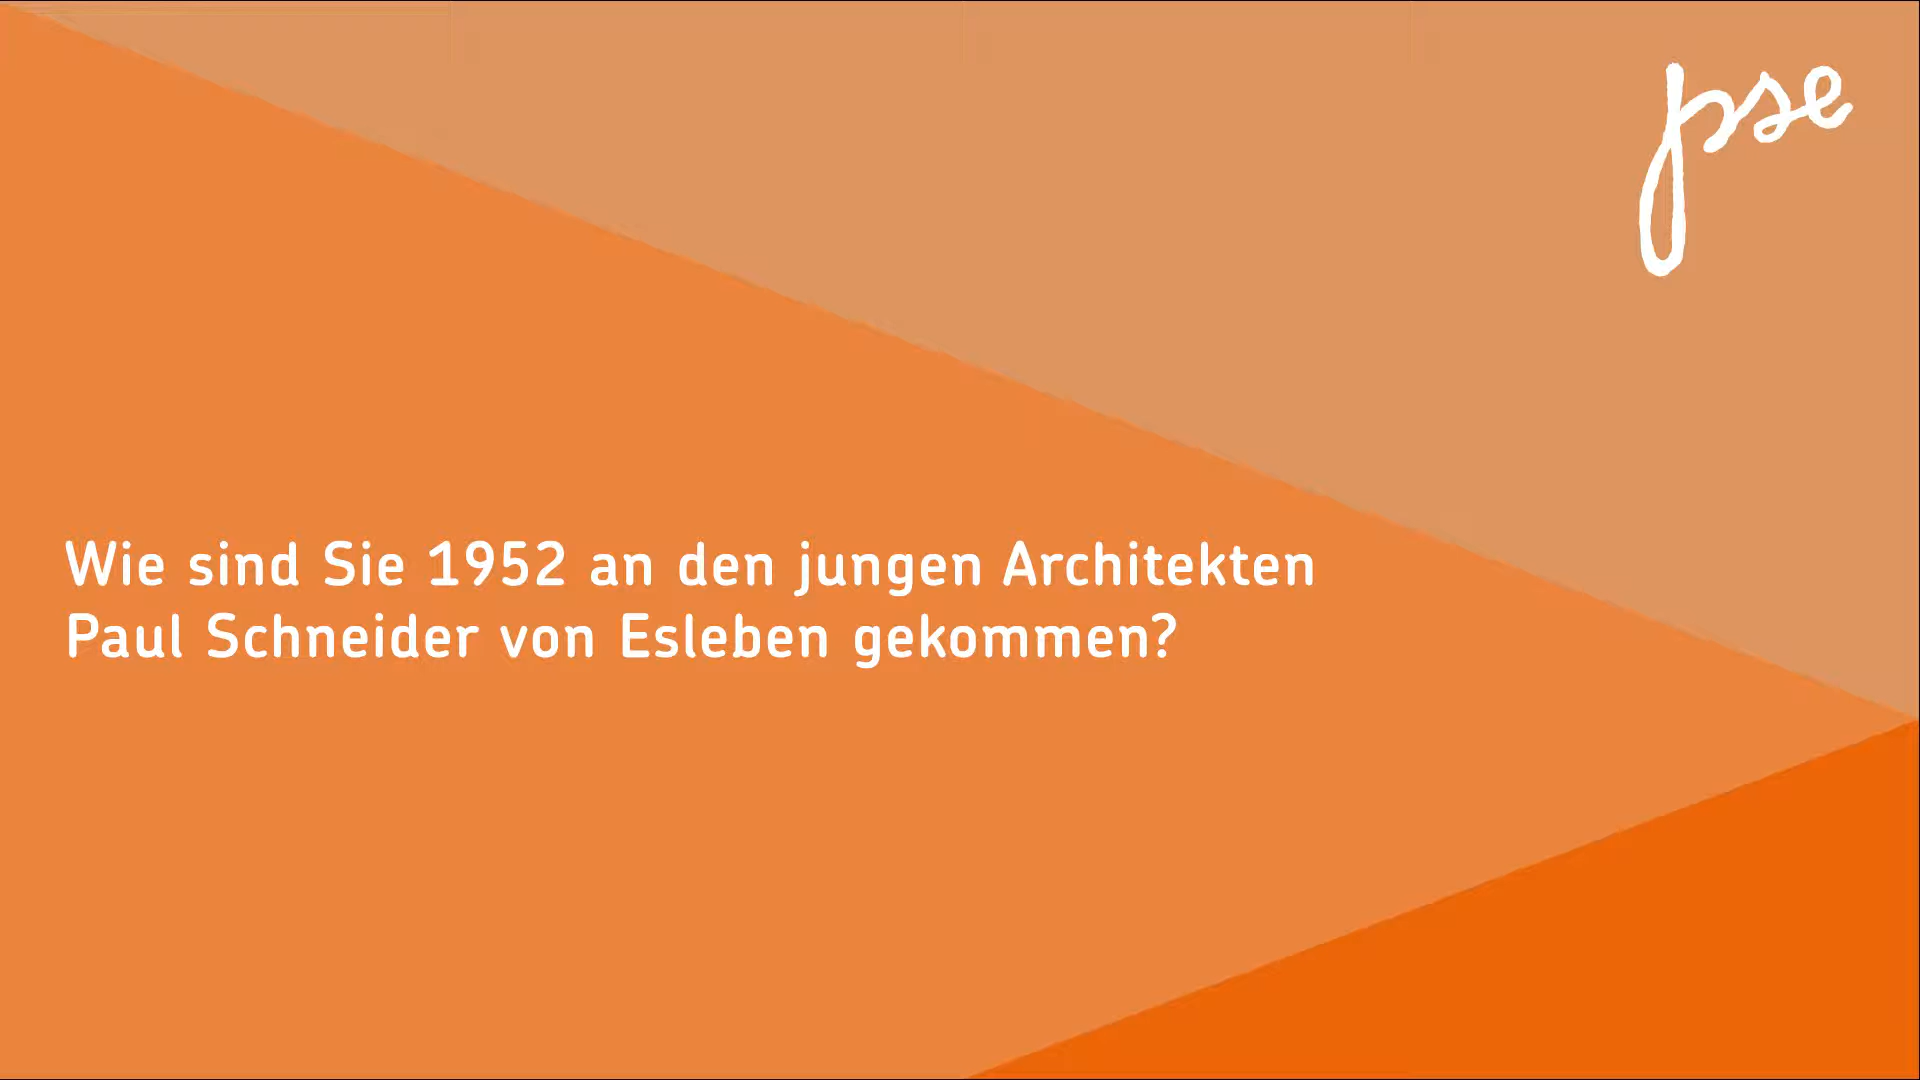 pse
Wie sind Sie 1952 an den jungen Architekten
Paul Schneider von Esleben gekommen?